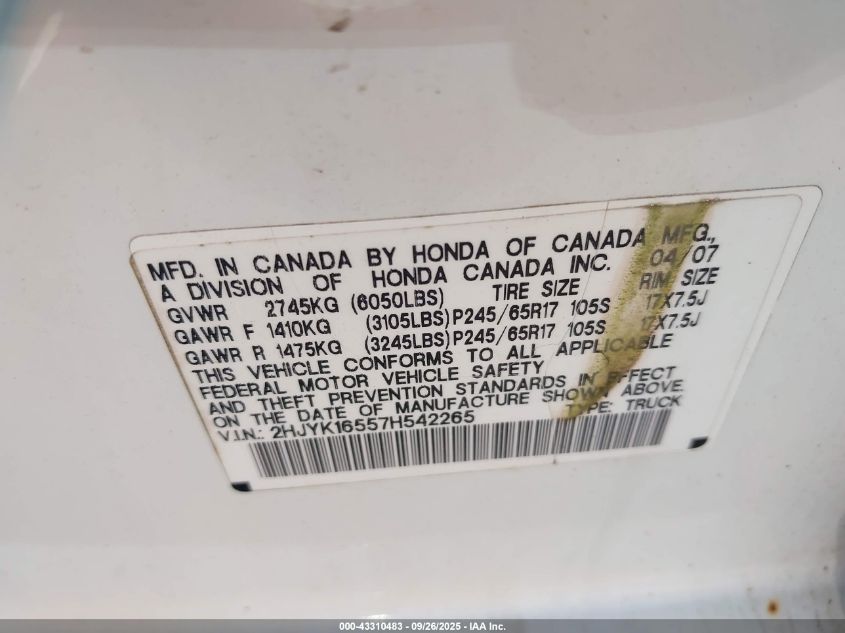 MFD. IN CANADA BY HONDA OF CANADA MFG.,
A DIVISION OF HONDA CANADA INC. 04/07
GVWR 2745KG (6050LBS) TIRE SIZE RIM SIZE
GAWR F 1410KG (3105LBS) P245/65R17 105S 17X7.5J
GAWR R 1475KG (3245LBS) P245/65R17 105S 17X7.5J
THIS VEHICLE CONFORMS TO ALL APPLICABLE
FEDERAL MOTOR VEHICLE SAFETY
AND THEFT PREVENTION STANDARDS IN EFFECT
ON THE DATE OF MANUFACTURE SHOWN ABOVE.
V.I.N.: 2HJYK16557H542265 TYPE: TRUCK
000-43310483 - 09/26/2025 - IAA Inc.